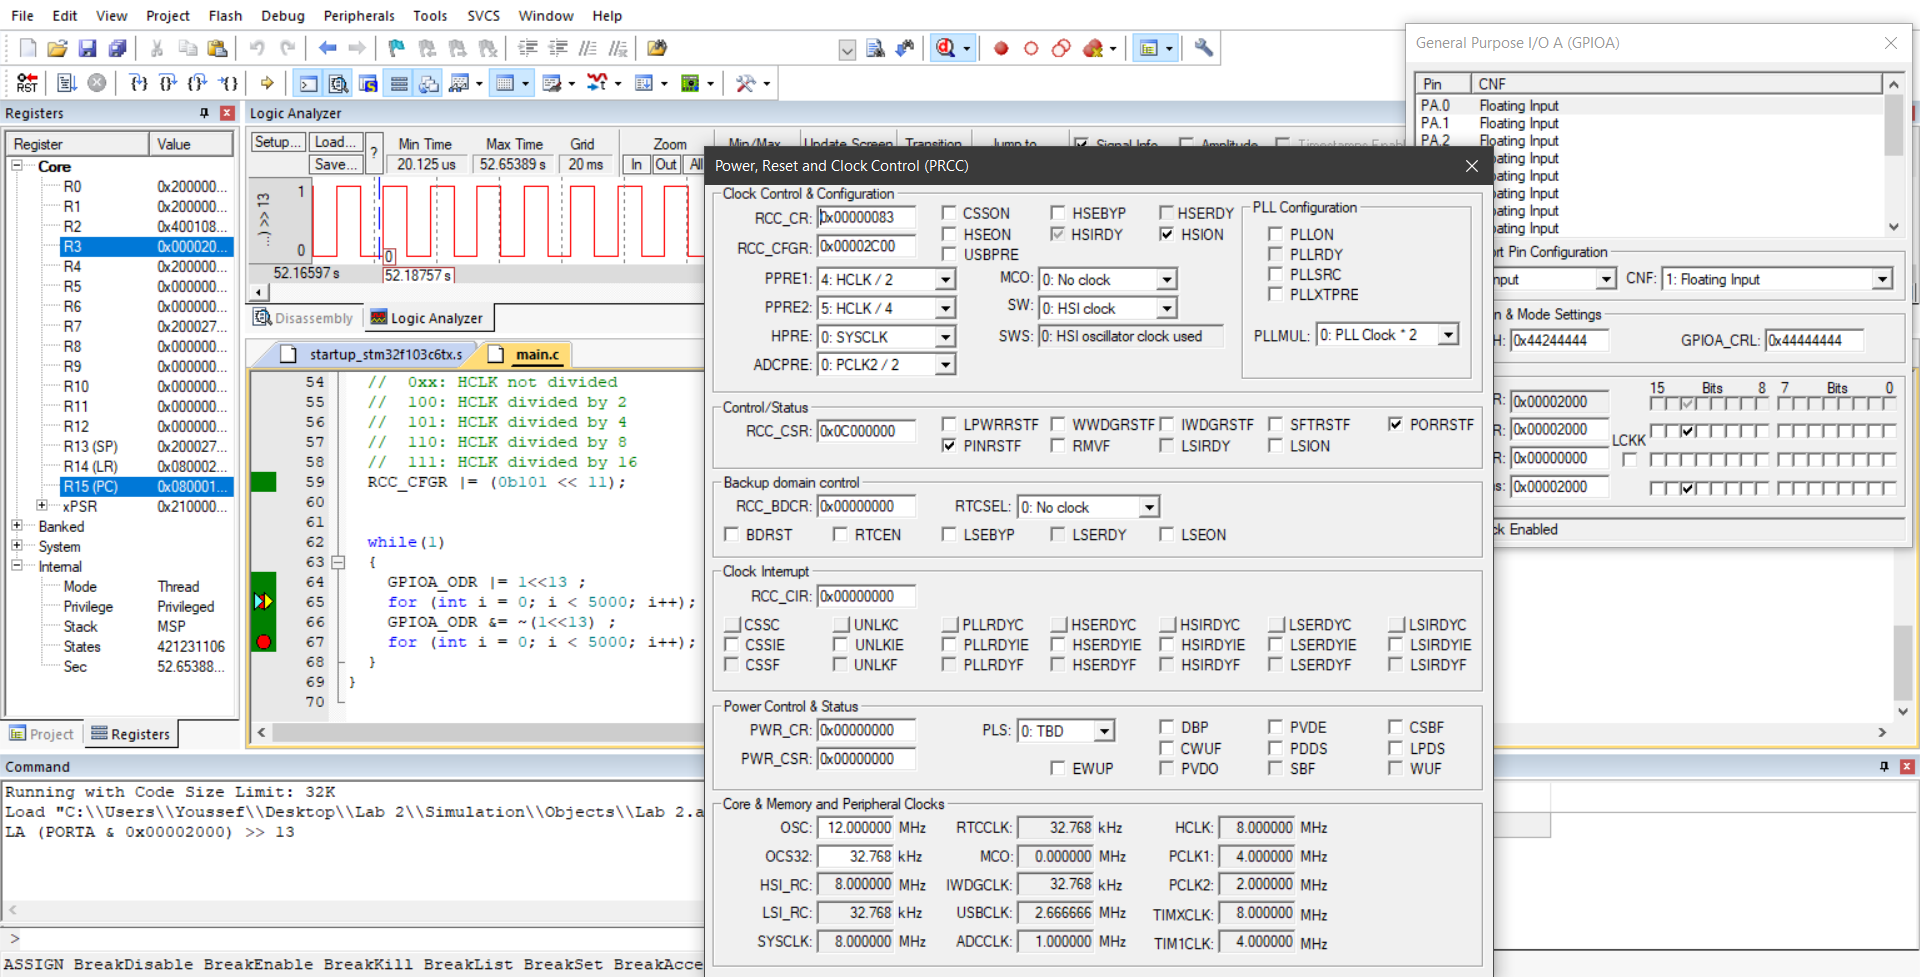 File Edit View Project Flash Debug Peripherals Tools SVCS Window Help
RST
Registers
Register Value
Core
R0 0x200000...
R1 0x200000...
R2 0x400108...
R3 0x000020...
R4 0x200000...
R5 0x000000...
R6 0x000000...
R7 0x200027...
R8 0x000000...
R9 0x000000...
R10 0x000000...
R11 0x000000...
R12 0x000000...
R13 (SP) 0x200027...
R14 (LR) 0x080002...
R15 (PC) 0x080001...
xPSR 0x210000...
Banked
System
Internal
Mode Thread
Privilege Privileged
Stack MSP
States 421231106
Sec 52.65388...
Project Registers
Logic Analyzer
Setup... Load... Min Time Max Time Grid Zoom Min/Max Update Screen Transition Jump to Signal Info Amplitude Timestamps Enable
Save... ? 20.125 us 52.65389 s 20 ms In Out All
...) >> 13
1
0
0
52.16597 s 52.18757 s
Disassembly Logic Analyzer
startup_stm32f103c6tx.s main.c
54 // 0xx: HCLK not divided
55 // 100: HCLK divided by 2
56 // 101: HCLK divided by 4
57 // 110: HCLK divided by 8
58 // 111: HCLK divided by 16
59 RCC_CFGR |= (0b101 << 11);
60
61
62 while(1)
63 {
64 GPIOA_ODR |= 1<<13 ;
65 for (int i = 0; i < 5000; i++);
66 GPIOA_ODR &= ~(1<<13) ;
67 for (int i = 0; i < 5000; i++);
68 }
69 }
70
Power, Reset and Clock Control (PRCC)
Clock Control & Configuration
RCC_CR: 0x00000083 CSSON HSEBYP HSERDY
RCC_CFGR: 0x00002C00 HSEON HSIRDY HSION
USBPRE
PPRE1: 4: HCLK / 2 MCO: 0: No clock
PPRE2: 5: HCLK / 4 SW: 0: HSI clock
HPRE: 0: SYSCLK SWS: 0: HSI oscillator clock used
ADCPRE: 0: PCLK2 / 2
PLL Configuration
PLLON
PLLRDY
PLLSRC
PLLXTPRE
PLLMUL: 0: PLL Clock * 2
Control/Status
RCC_CSR: 0x0C000000 LPWRRSTF WWDGRSTF IWDGRSTF SFTRSTF PORRSTF
PINRSTF RMVF LSIRDY LSION
Backup domain control
RCC_BDCR: 0x00000000 RTCSEL: 0: No clock
BDRST RTCEN LSEBYP LSERDY LSEON
Clock Interrupt
RCC_CIR: 0x00000000
CSSC UNLKC PLLRDYC HSERDYC HSIRDYC LSERDYC LSIRDYC
CSSIE UNLKIE PLLRDYIE HSERDYIE HSIRDYIE LSERDYIE LSIRDYIE
CSSF UNLKF PLLRDYF HSERDYF HSIRDYF LSERDYF LSIRDYF
Power Control & Status
PWR_CR: 0x00000000 PLS: 0: TBD DBP PVDE CSBF
PWR_CSR: 0x00000000 CWUF PDDS LPDS
EWUP PVDO SBF WUF
Core & Memory and Peripheral Clocks
OSC: 12.000000 MHz RTCCLK: 32.768 kHz HCLK: 8.000000 MHz
OCS32: 32.768 kHz MCO: 0.000000 MHz PCLK1: 4.000000 MHz
HSI_RC: 8.000000 MHz IWDGCLK: 32.768 kHz PCLK2: 2.000000 MHz
LSI_RC: 32.768 kHz USBCLK: 2.666666 MHz TIMXCLK: 8.000000 MHz
SYSCLK: 8.000000 MHz ADCCLK: 1.000000 MHz TIM1CLK: 4.000000 MHz
General Purpose I/O A (GPIOA)
Pin CNF
PA.0 Floating Input
PA.1 Floating Input
PA.2 Floating Input
ating Input
ating Input
ating Input
ating Input
ating Input
rt Pin Configuration
nput CNF: 1: Floating Input
n & Mode Settings
H: 0x44244444 GPIOA_CRL: 0x44444444
15 Bits 8 7 Bits 0
R: 0x00002000
R: 0x00002000
LCKK
R: 0x00000000
s: 0x00002000
ck Enabled
Command
Running with Code Size Limit: 32K
Load "C:\\Users\\Youssef\\Desktop\\Lab 2\\Simulation\\Objects\\Lab 2.a
LA (PORTA & 0x00002000) >> 13
>
ASSIGN BreakDisable BreakEnable BreakKill BreakList BreakSet BreakAcce